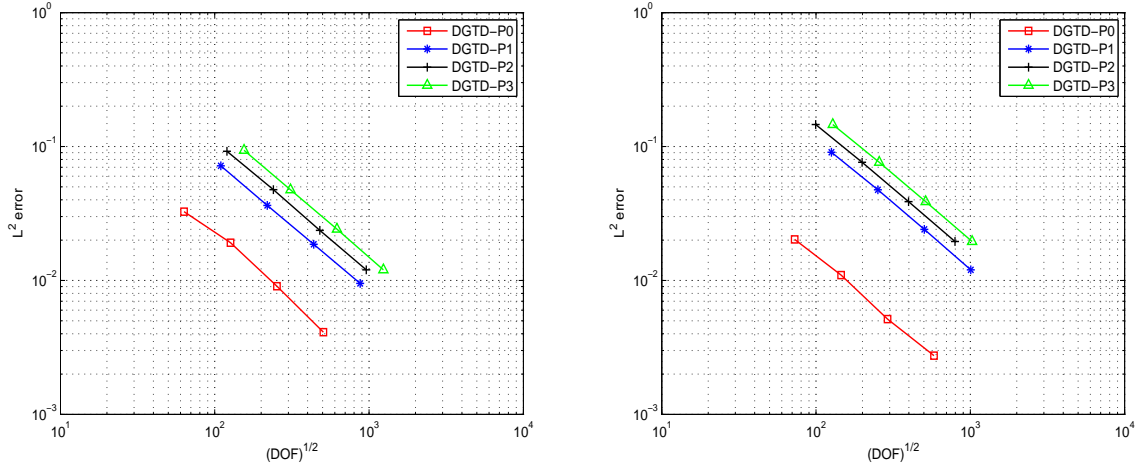 10^0
10^-1
10^-2
10^-3
10^1
10^2
10^3
10^4
(DOF)^1/2
L^2 error
DGTD-P0
DGTD-P1
DGTD-P2
DGTD-P3
10^0
10^-1
10^-2
10^-3
10^1
10^2
10^3
10^4
(DOF)^1/2
L^2 error
DGTD-P0
DGTD-P1
DGTD-P2
DGTD-P3